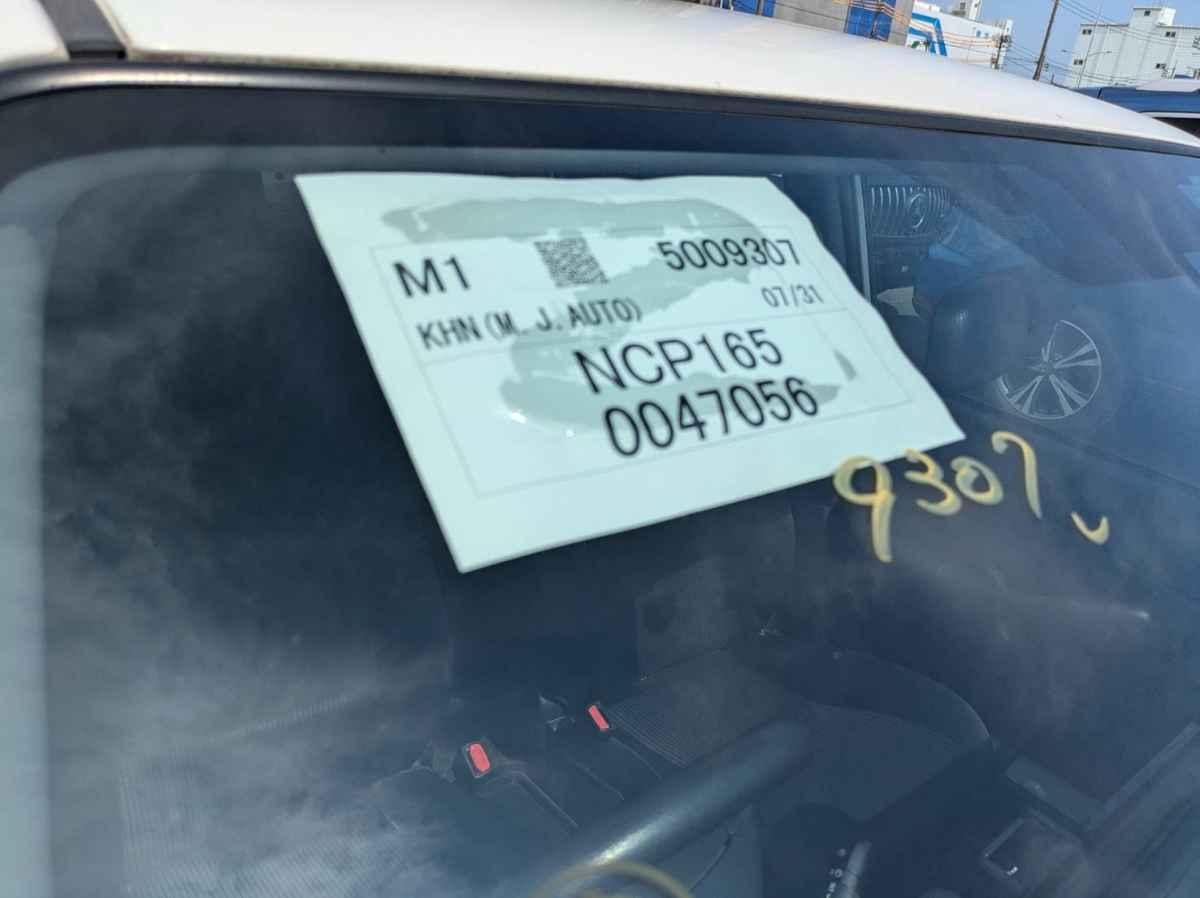 M1 5009307
KHN(M. J. AUTO) 07/31
NCP165
0047056
9307